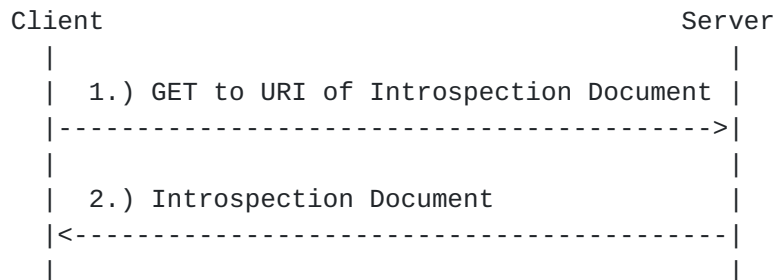 Client Server
1.) GET to URI of Introspection Document
2.) Introspection Document